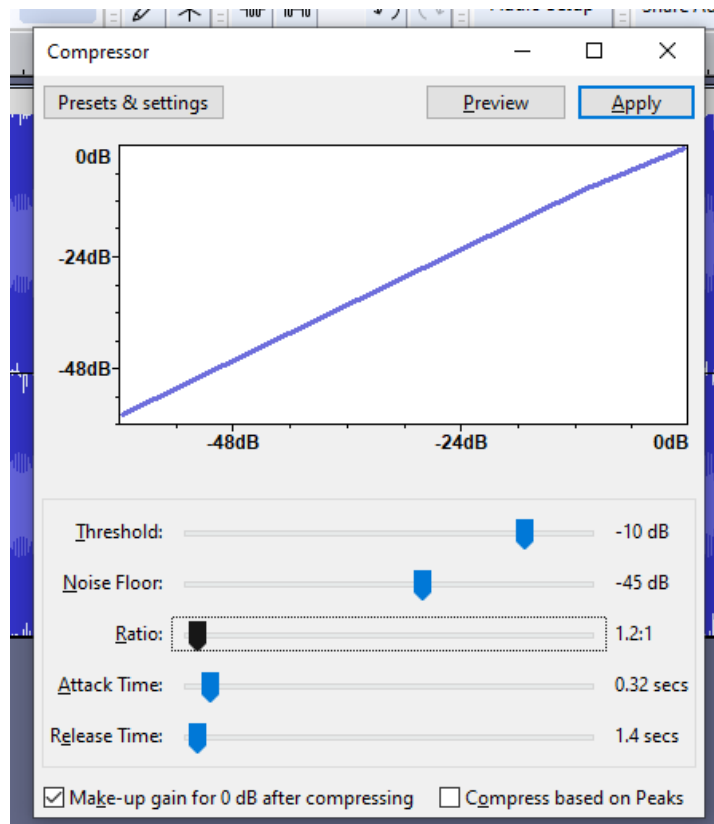 Compressor
Presets & settings Preview Apply
0dB
-24dB
-48dB
-48dB -24dB 0dB
Threshold: -10 dB
Noise Floor: -45 dB
Ratio: 1.2:1
Attack Time: 0.32 secs
Release Time: 1.4 secs
Make-up gain for 0 dB after compressing Compress based on Peaks